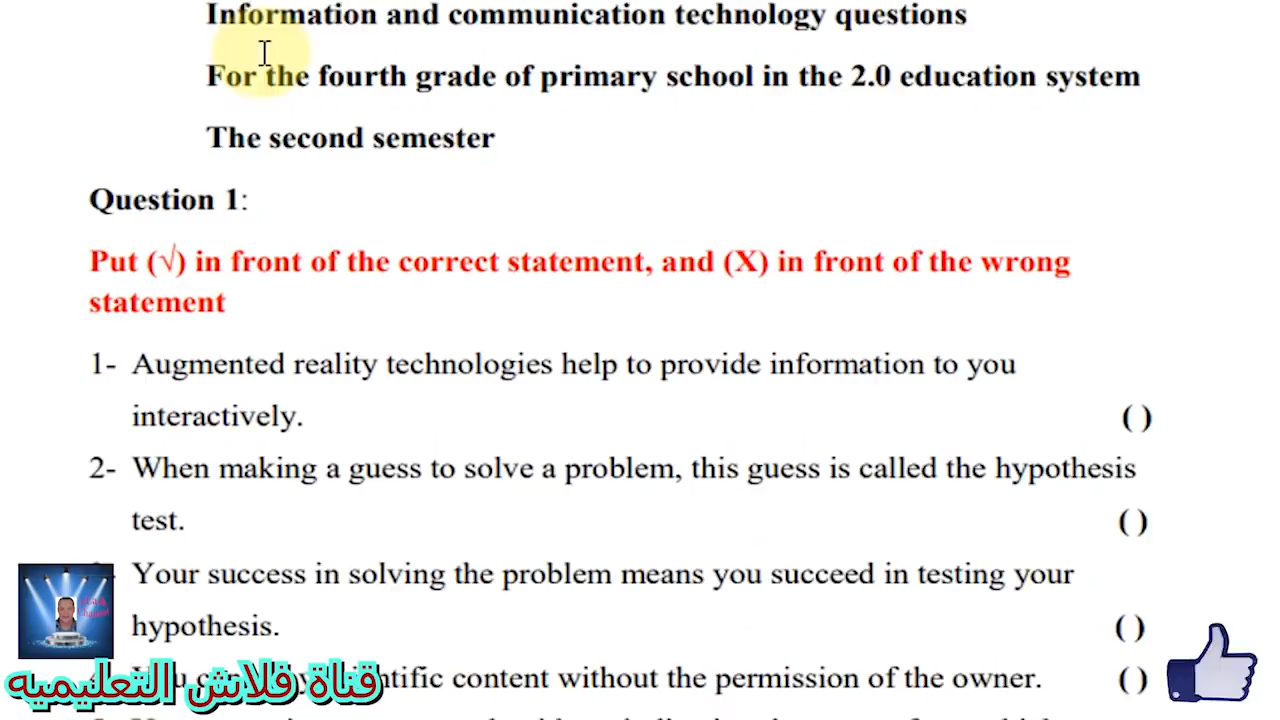 Information and communication technology questions
For the fourth grade of primary school in the 2.0 education system
The second semester
Question 1:
Put (√) in front of the correct statement, and (X) in front of the wrong
statement
1- Augmented reality technologies help to provide information to you
interactively. ( )
2- When making a guess to solve a problem, this guess is called the hypothesis
test. ( )
Your success in solving the problem means you succeed in testing your
hypothesis. ( )
content without the permission of the owner. ( )
قناة فلاش التعليميه